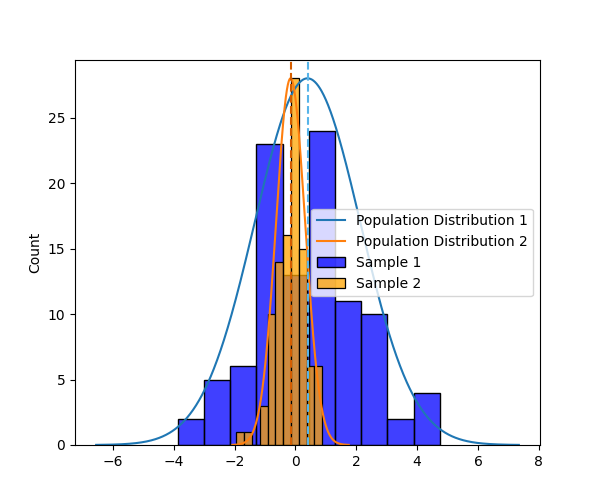 25
20
15
10
5
0
Count
Population Distribution 1
Population Distribution 2
Sample 1
Sample 2
−6 −4 −2 0 2 4 6 8